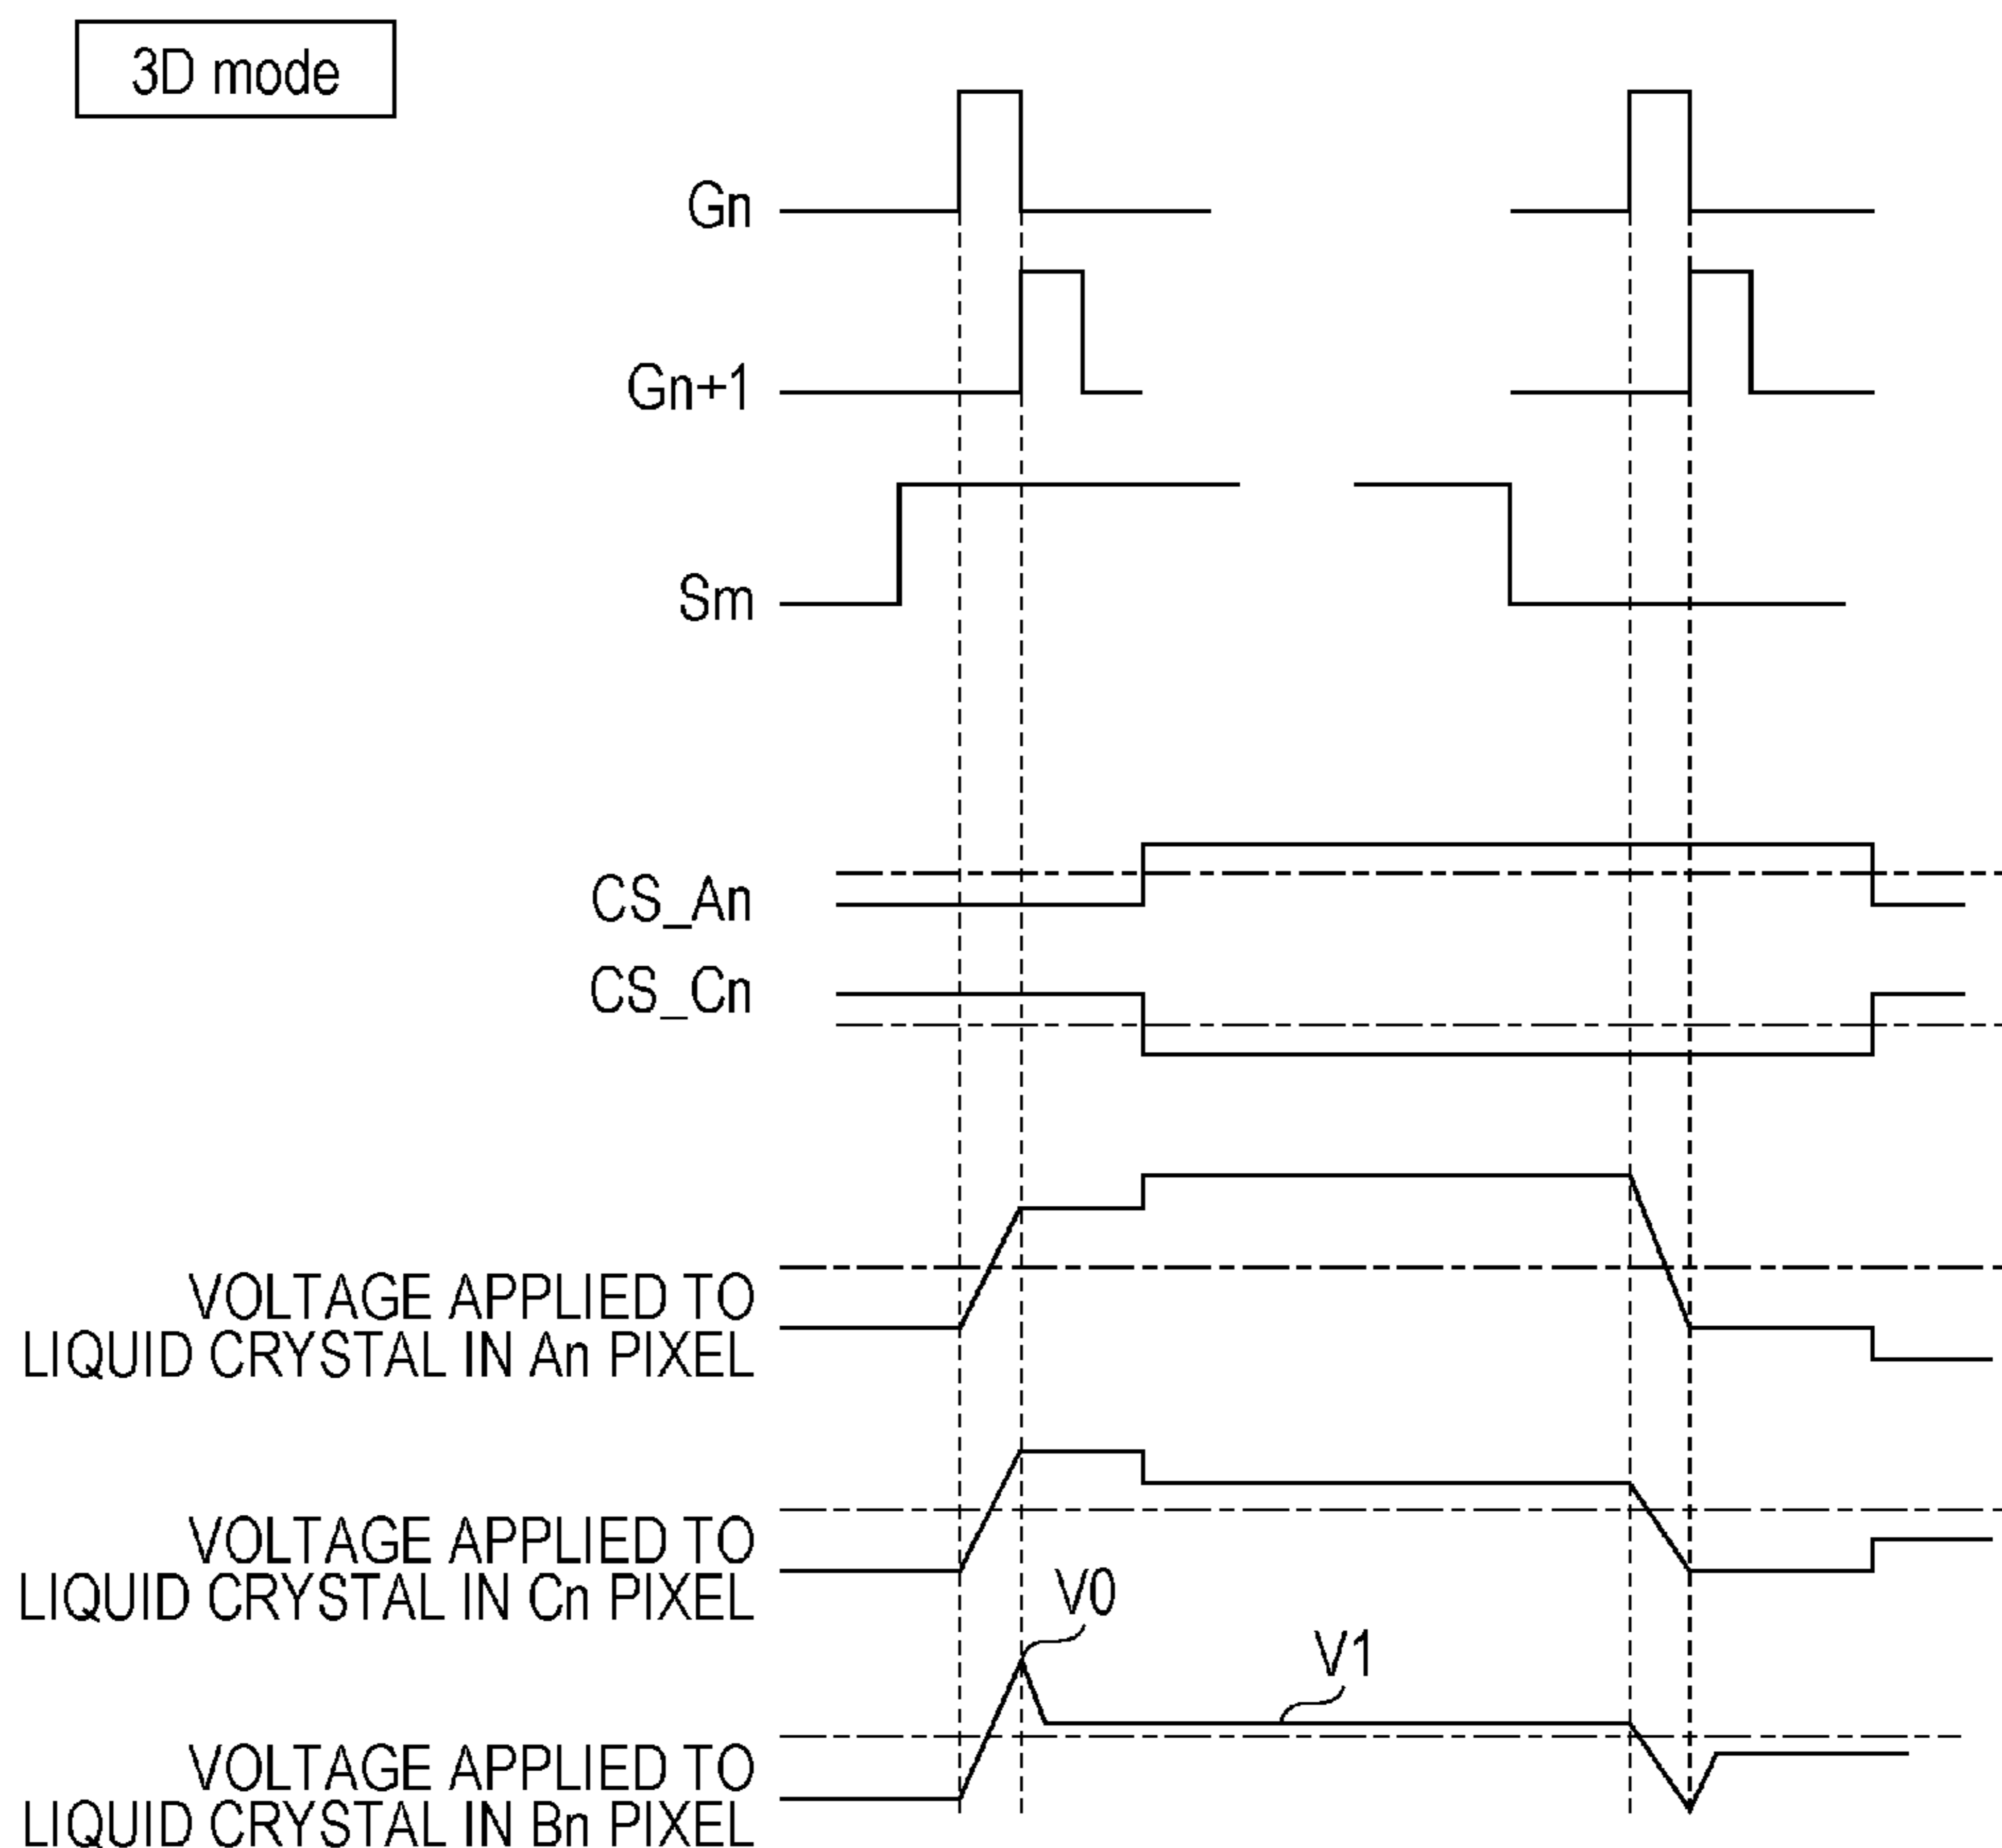 3D mode
Gn
Gn+1
Sm
CS_An
CS_Cn
VOLTAGE APPLIED TO
LIQUID CRYSTAL IN An PIXEL
VOLTAGE APPLIED TO
LIQUID CRYSTAL IN Cn PIXEL
V0
V1
VOLTAGE APPLIED TO
LIQUID CRYSTAL IN Bn PIXEL